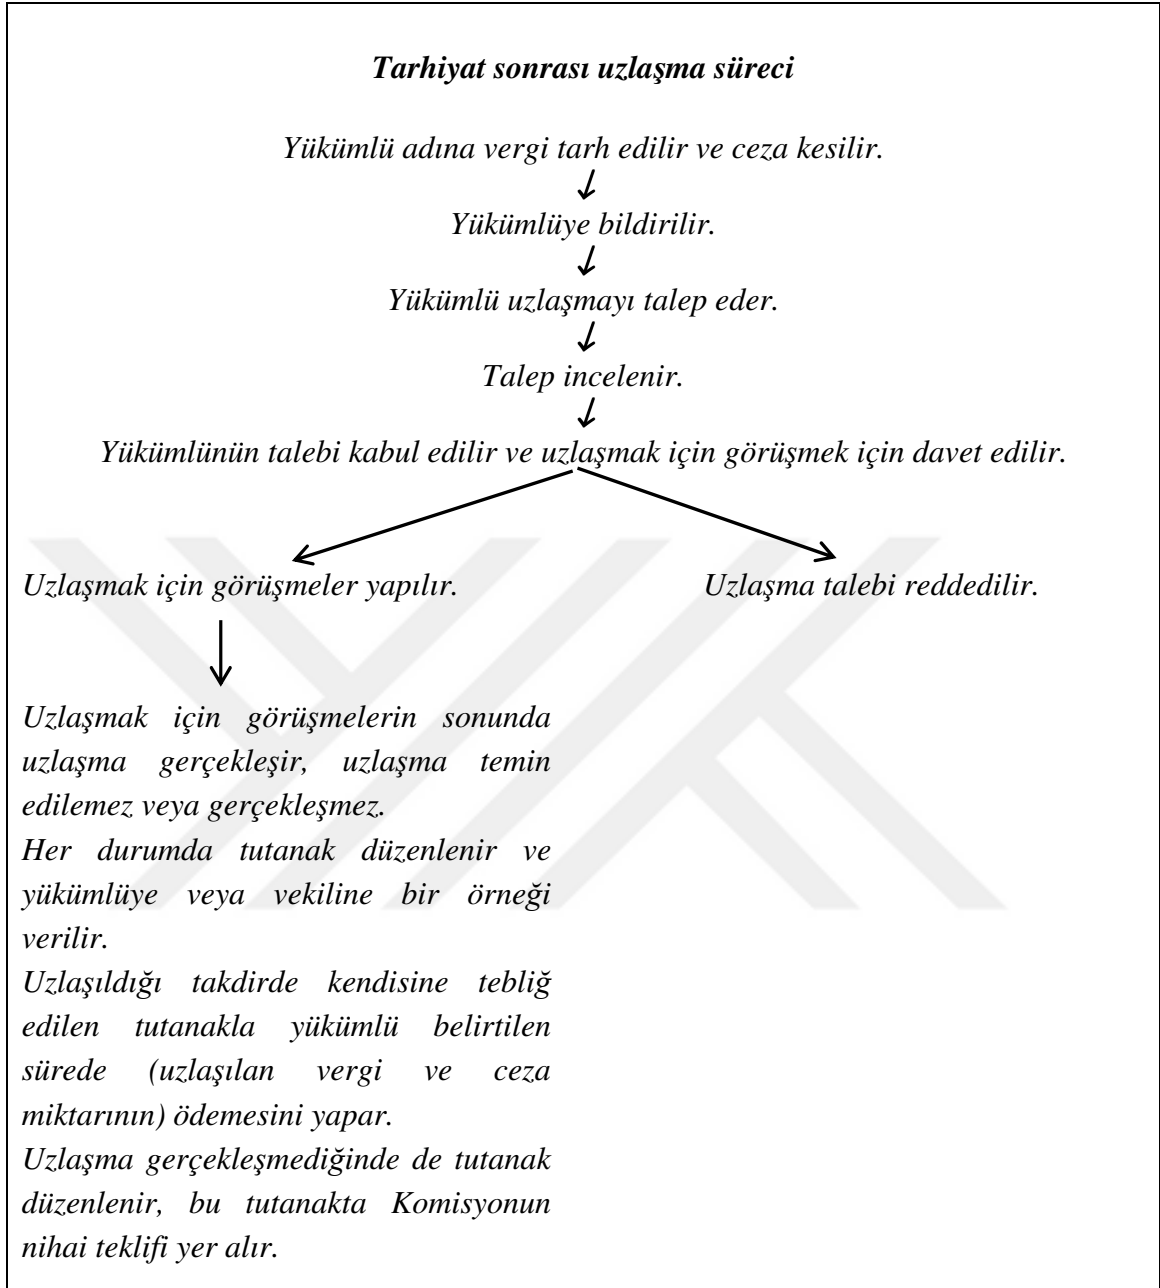 Tarhiyat sonrası uzlaşma süreci
Yükümlü adına vergi tarh edilir ve ceza kesilir.
Yükümlüye bildirilir.
Yükümlü uzlaşmayı talep eder.
Talep incelenir.
Yükümlünün talebi kabul edilir ve uzlaşmak için görüşmek için davet edilir.
Uzlaşmak için görüşmeler yapılır.
Uzlaşma talebi reddedilir.
Uzlaşmak için görüşmelerin sonunda
uzlaşma gerçekleşir, uzlaşma temin
edilemez veya gerçekleşmez.
Her durumda tutanak düzenlenir ve
yükümlüye veya vekiline bir örneği
verilir.
Uzlaşıldığı takdirde kendisine tebliğ
edilen tutanakla yükümlü belirtilen
sürede (uzlaşılan vergi ve ceza
miktarının) ödemesini yapar.
Uzlaşma gerçekleşmediğinde de tutanak
düzenlenir, bu tutanakta Komisyonun
nihai teklifi yer alır.